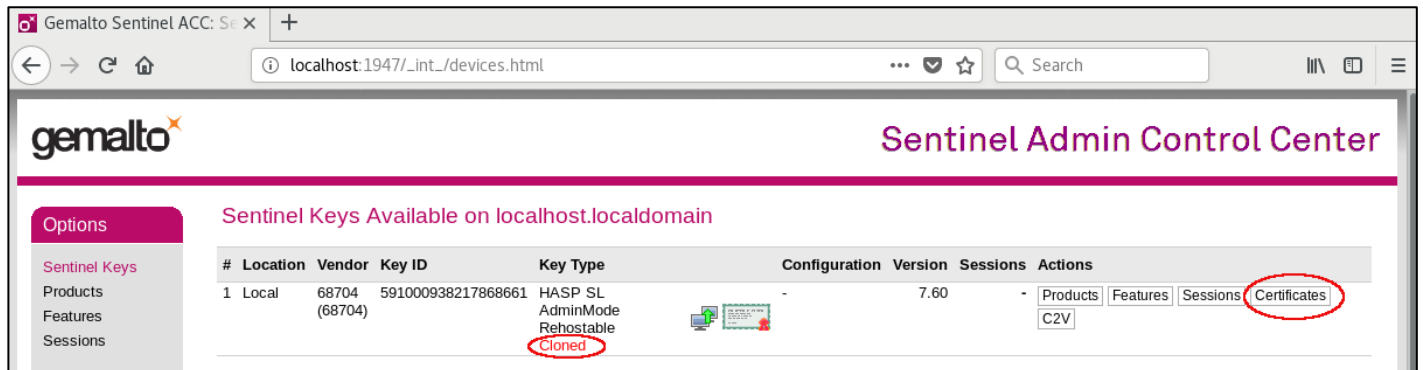 Gemalto Sentinel ACC: Se
localhost:1947/_int_/devices.html
Search
gemalto
Sentinel Admin Control Center
Options
Sentinel Keys
Products
Features
Sessions
Sentinel Keys Available on localhost.localdomain
# Location Vendor Key ID Key Type Configuration Version Sessions Actions
1 Local 68704 591000938217868661 HASP SL - 7.60 - Products Features Sessions Certificates
(68704) AdminMode C2V
Rehostable
Cloned